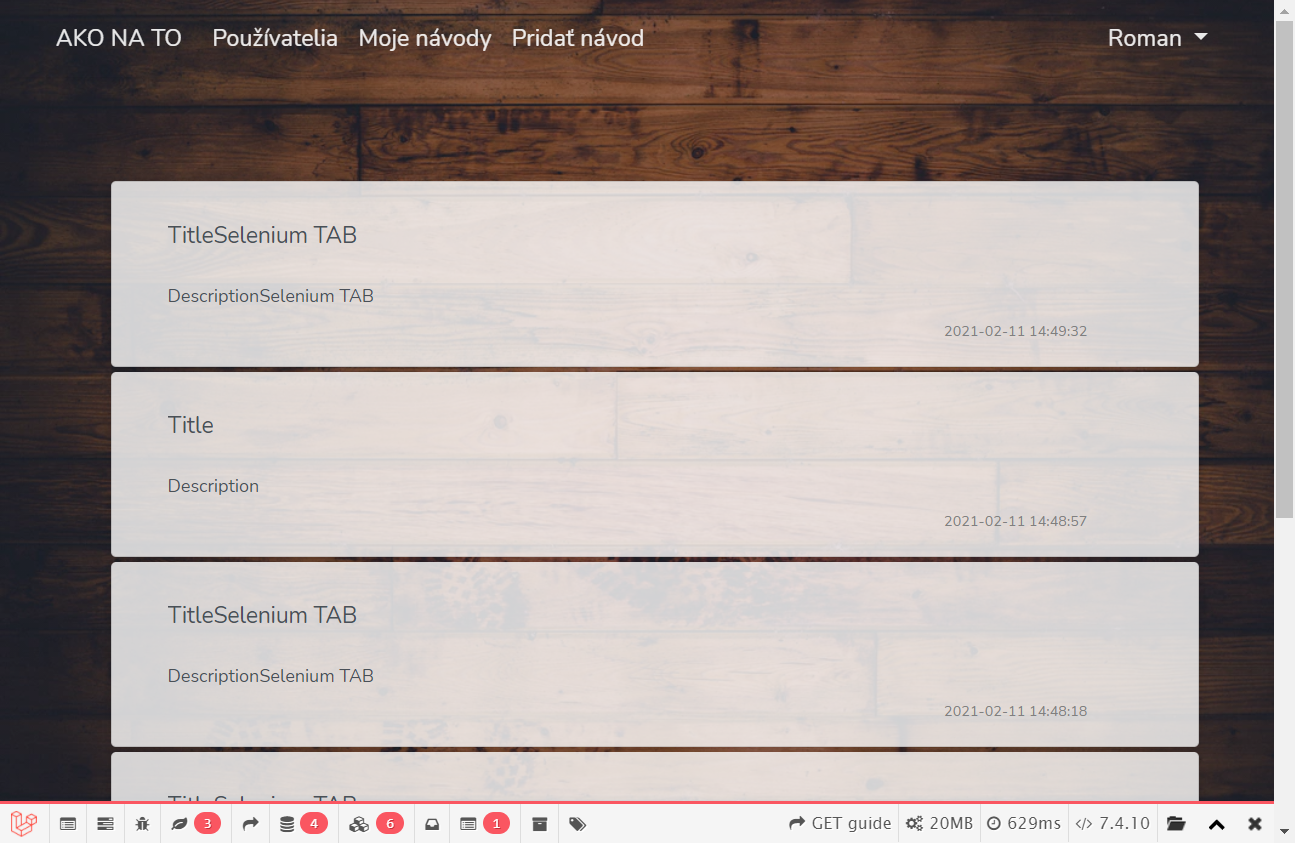 AKO NA TO Používatelia Moje návody Pridať návod Roman
TitleSelenium TAB
DescriptionSelenium TAB
2021-02-11 14:49:32
Title
Description
2021-02-11 14:48:57
TitleSelenium TAB
DescriptionSelenium TAB
2021-02-11 14:48:18
TitleSelenium TAB
3 4 6 1 GET guide 20MB 629ms 7.4.10